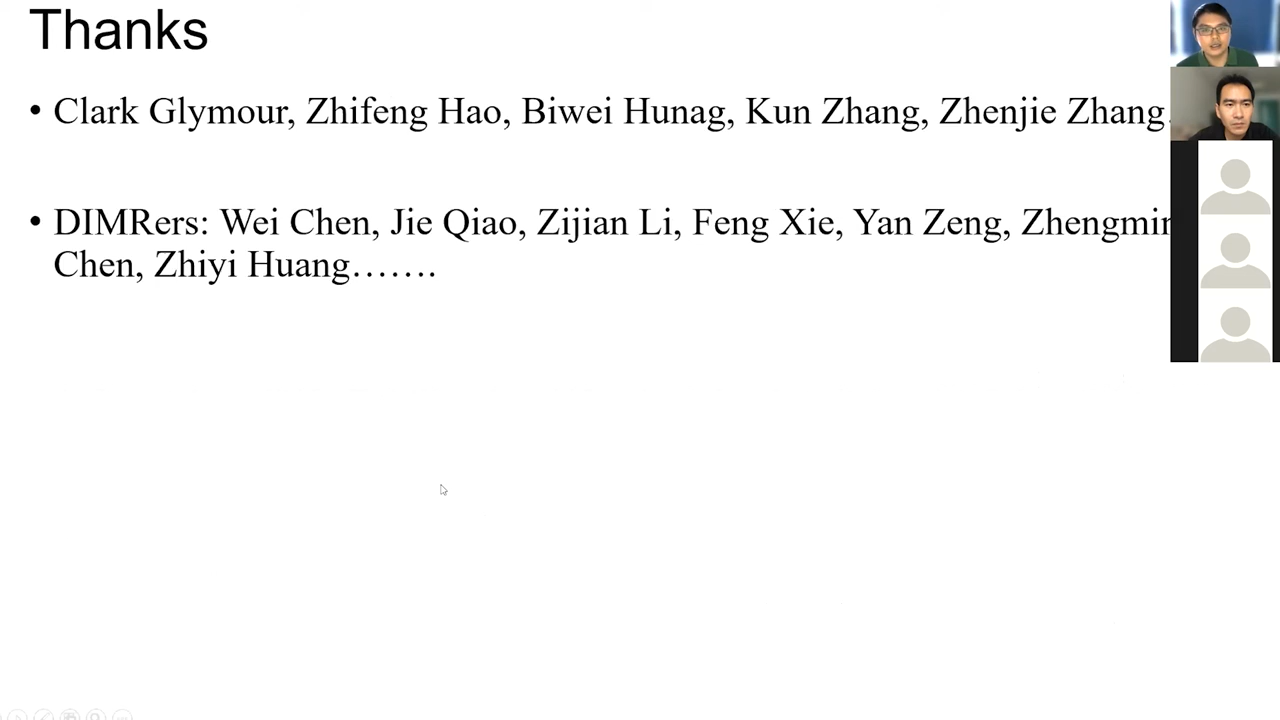 Thanks
• Clark Glymour, Zhifeng Hao, Biwei Hunag, Kun Zhang, Zhenjie Zhang.
• DIMRers: Wei Chen, Jie Qiao, Zijian Li, Feng Xie, Yan Zeng, Zhengmin
Chen, Zhiyi Huang…….